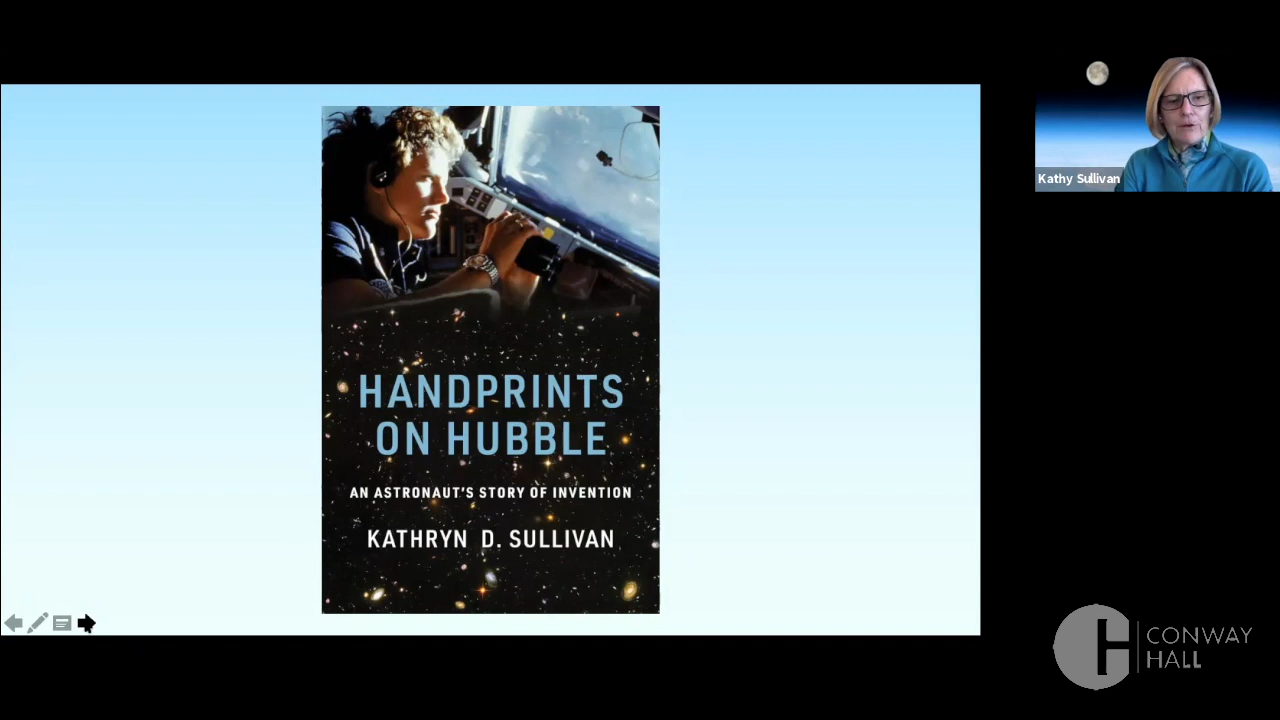 HANDPRINTS
ON HUBBLE
AN ASTRONAUT'S STORY OF INVENTION
KATHRYN D. SULLIVAN
Kathy Sullivan
CONWAY
HALL